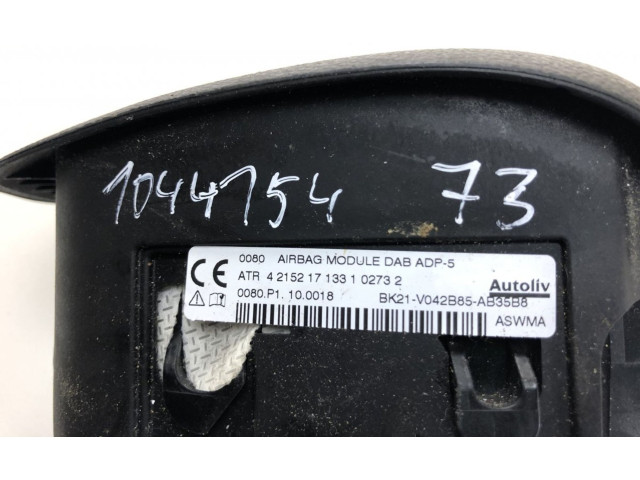 1044154 73
0080 AIRBAG MODULE DAB ADP-5
CE ATR 4 2152 17 133 1 0273 2 Autoliv
0080.P1. 10.0018 BK21-V042B85-AB35B8
ASWMA